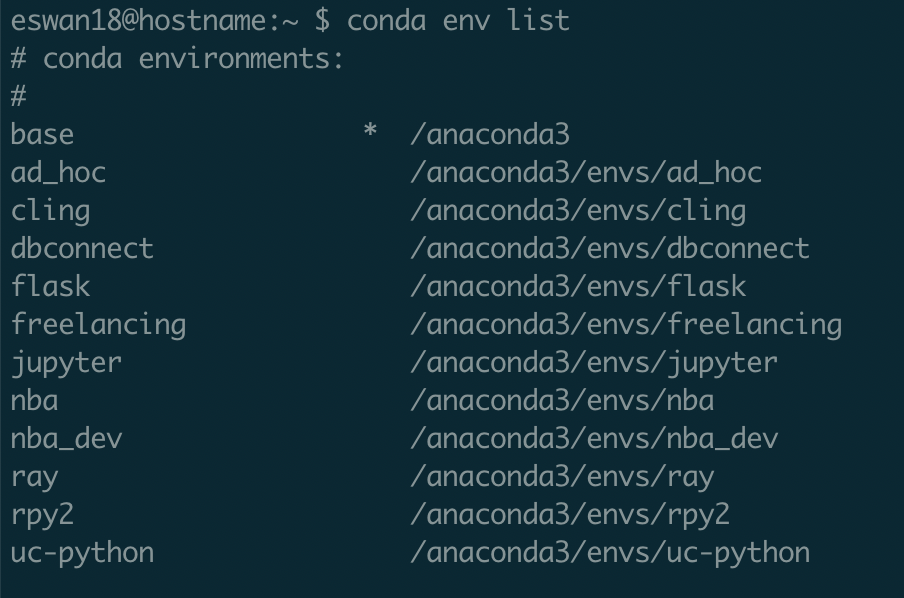 eswan18@hostname:~ $ conda env list
# conda environments:
#
base                  *  /anaconda3
ad_hoc                   /anaconda3/envs/ad_hoc
cling                    /anaconda3/envs/cling
dbconnect                /anaconda3/envs/dbconnect
flask                    /anaconda3/envs/flask
freelancing              /anaconda3/envs/freelancing
jupyter                  /anaconda3/envs/jupyter
nba                      /anaconda3/envs/nba
nba_dev                  /anaconda3/envs/nba_dev
ray                      /anaconda3/envs/ray
rpy2                     /anaconda3/envs/rpy2
uc-python                /anaconda3/envs/uc-python